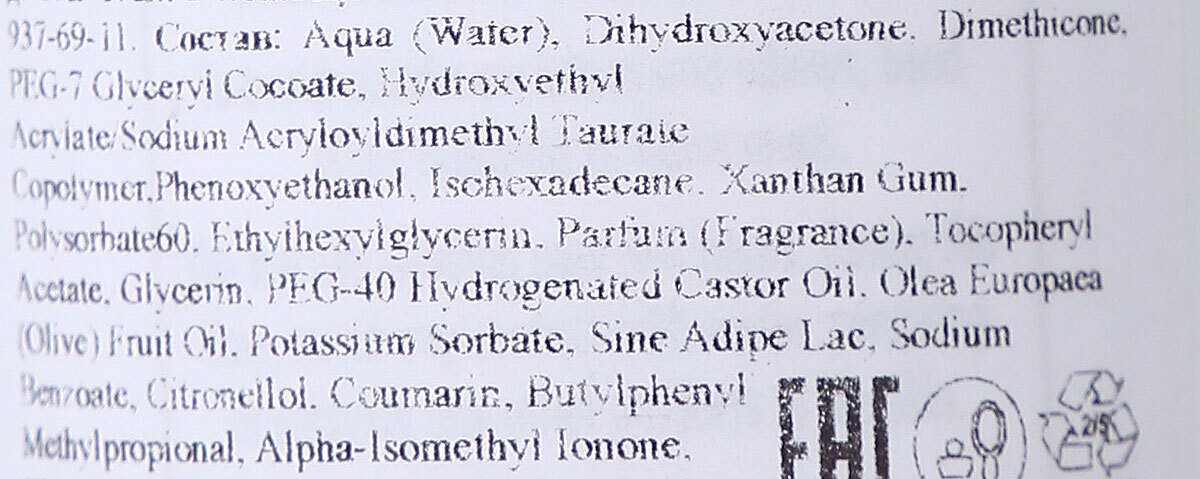 937-69-11. Состав: Aqua (Water), Dihydroxyacetone, Dimethicone,
PEG-7 Glyceryl Cocoate, Hydroxyethyl
Acrylate/Sodium Acryloyldimethyl Taurate
Copolymer,Phenoxyethanol, Isohexadecane, Xanthan Gum,
Polysorbate60, Ethylhexylglycerin, Parfum (Fragrance), Tocopheryl
Acetate, Glycerin, PEG-40 Hydrogenated Castor Oil, Olea Europaea
(Olive) Fruit Oil, Potassium Sorbate, Sine Adipe Lac, Sodium
Benzoate, Citronellol, Coumarin, Butylphenyl
Methylpropional, Alpha-Isomethyl Ionone,
EAC